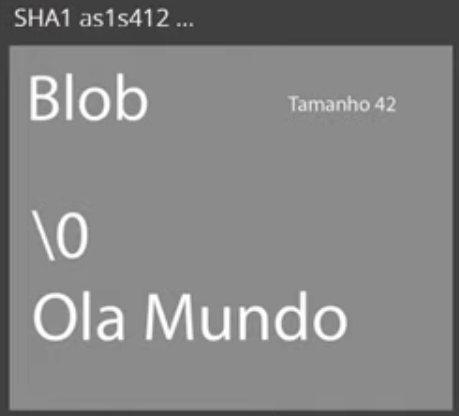 SHA1 as1s412 ...
Blob
Tamanho 42
\0
Ola Mundo